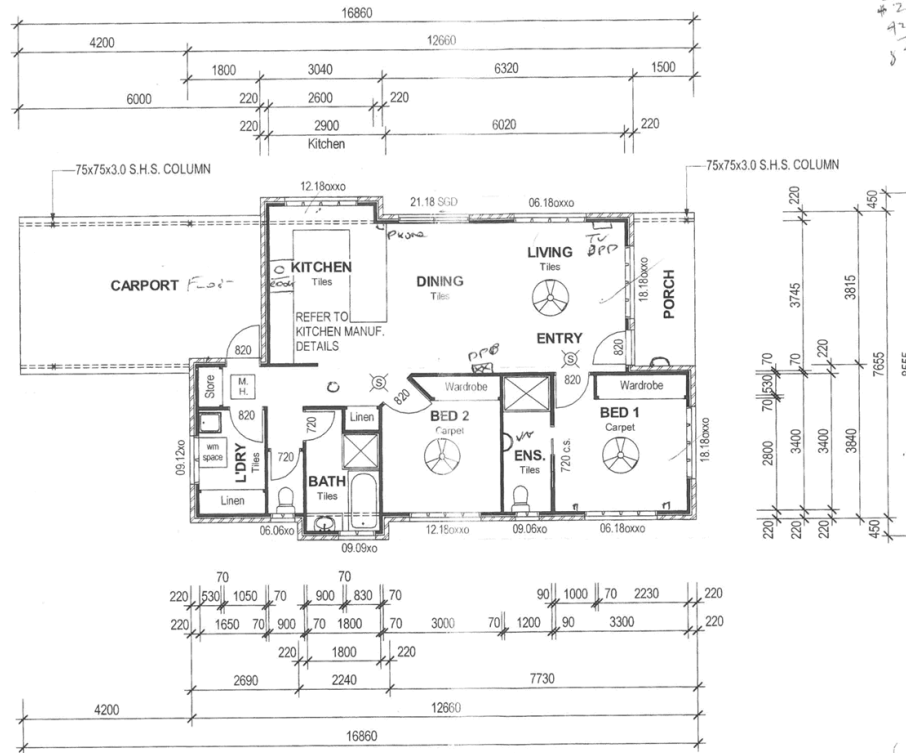 16860
4200
12660
1800
3040
6320
1500
6000
220
2600
220
220
2900
6020
220
Kitchen
75x75x3.0 S.H.S. COLUMN
75x75x3.0 S.H.S. COLUMN
12.18oxxo
21.18 SGD
06.18oxxo
Phone
TV
KITCHEN
Tiles
LIVING
Tiles
CARPORT
DINING
Tiles
18.18oxxo
PORCH
REFER TO
KITCHEN MANUF.
DETAILS
ENTRY
820
820
S
S
820
820
Store
M.
H.
Wardrobe
Wardrobe
820
720
Linen
BED 2
Carpet
BED 1
Carpet
wm
space
L'DRY
Tiles
720
BATH
Tiles
ENS.
Tiles
720 c.s.
18.18oxxo
09.12xo
Linen
06.06xo
09.09xo
12.18oxxo
09.06xo
06.18oxxo
220
450
3745
3815
7655
220
70
70
530
70
2800
3400
3400
3840
220
220
220
450
70
70
220
530
1050
70
900
830
70
90
1000
70
2230
220
220
1650
70
900
70
1800
70
3000
70
1200
90
3300
220
220
1800
220
2690
2240
7730
4200
12660
16860